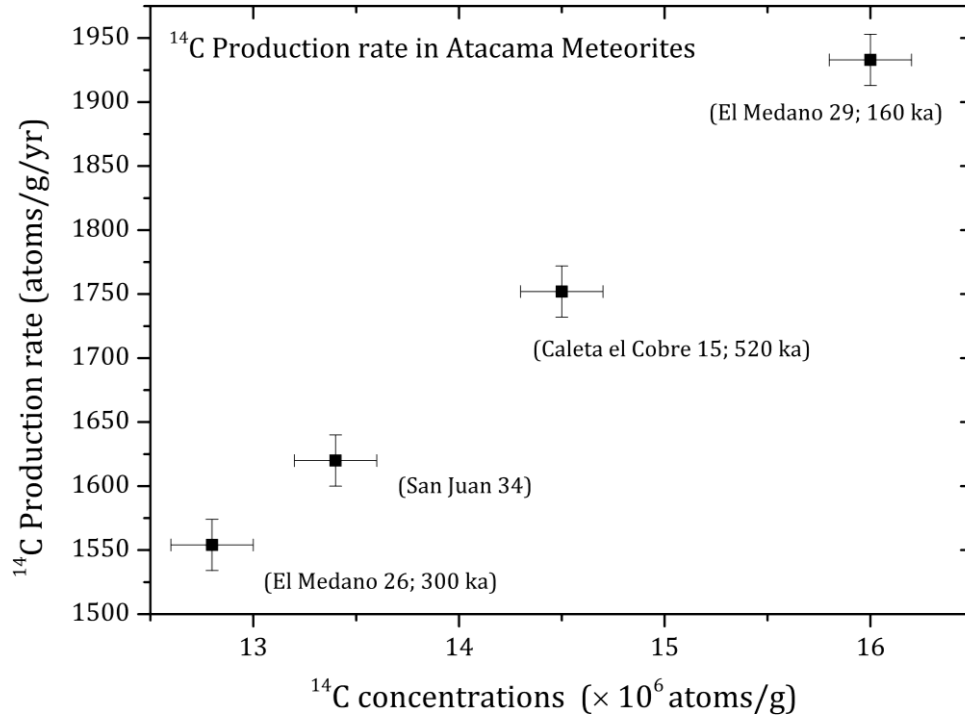 ¹⁴C Production rate in Atacama Meteorites
1950
1900
1850
1800
1750
1700
1650
1600
1550
1500
¹⁴C Production rate (atoms/g/yr)
(El Medano 29; 160 ka)
(Caleta el Cobre 15; 520 ka)
(San Juan 34)
(El Medano 26; 300 ka)
13 14 15 16
¹⁴C concentrations (× 10⁶ atoms/g)